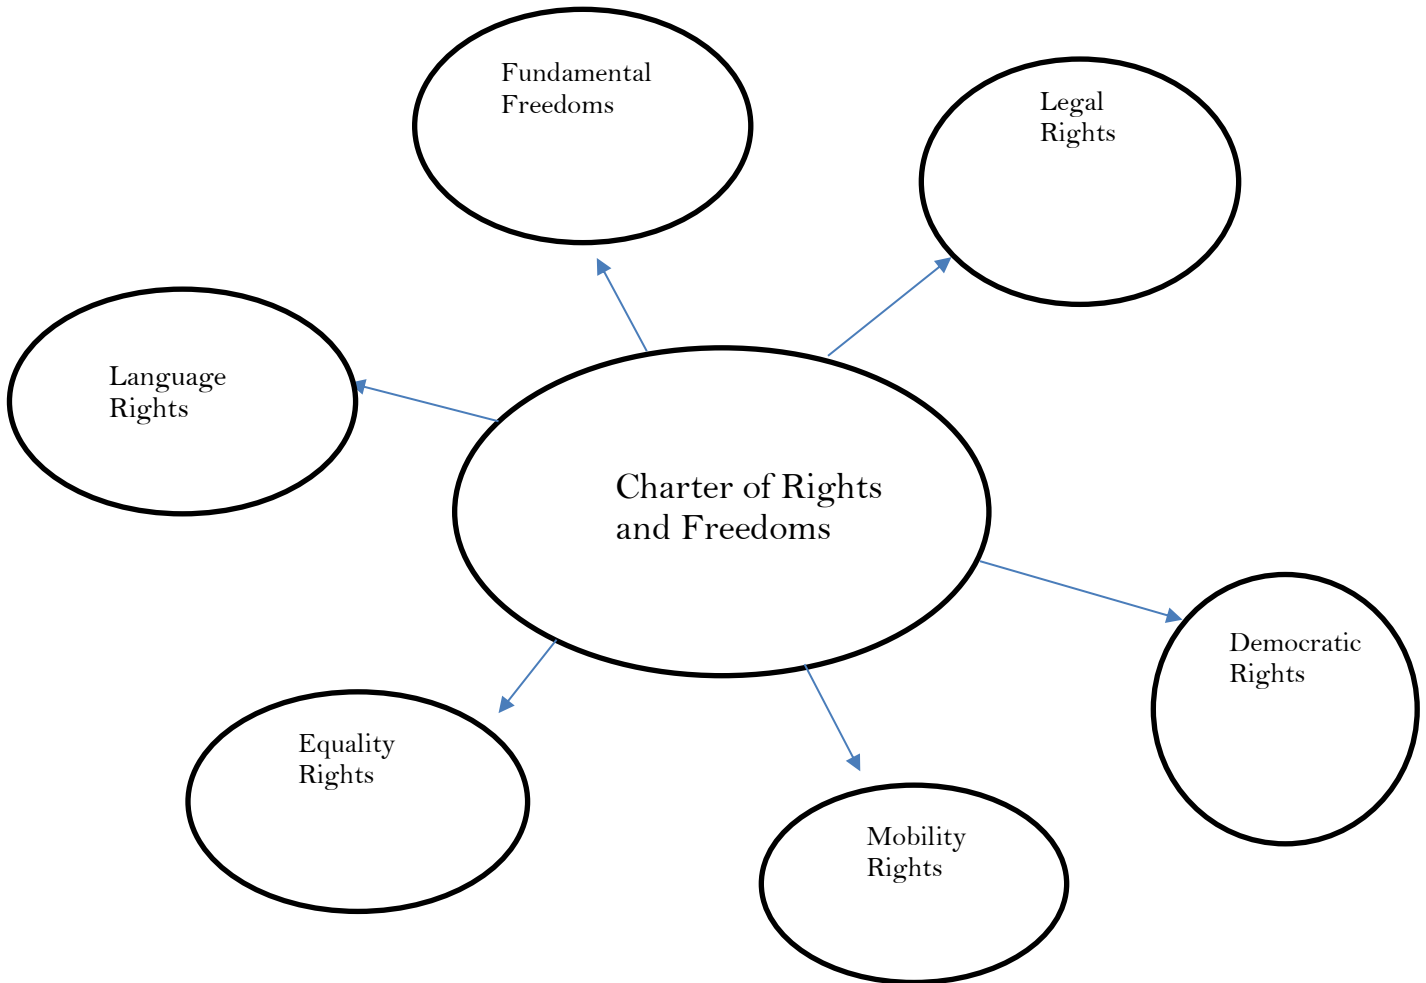 Fundamental
Freedoms
Legal
Rights
Language
Rights
Charter of Rights
and Freedoms
Democratic
Rights
Equality
Rights
Mobility
Rights